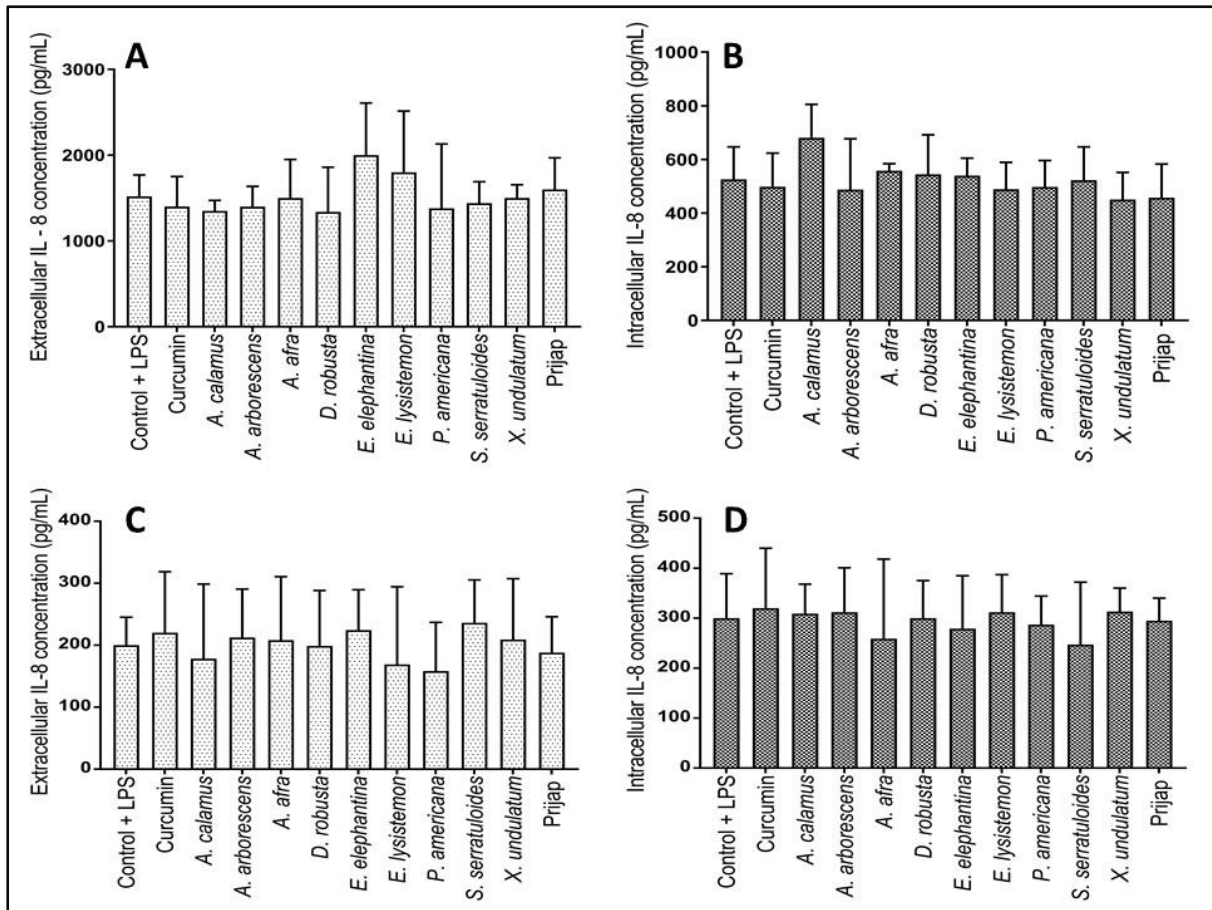 A
Extracellular IL - 8 concentration (pg/mL)
3000
2000
1000
0
Control + LPS
Curcumin
A. calamus
A. arborescens
A. afra
D. robusta
E. elephantina
E. lysistemon
P. americana
S. serratuloides
X. undulatum
Prijap
B
Intracellular IL-8 concentration (pg/mL)
1000
800
600
400
200
0
Control + LPS
Curcumin
A. calamus
A. arborescens
A. afra
D. robusta
E. elephantina
E. lysistemon
P. americana
S. serratuloides
X. undulatum
Prijap
C
Extracellular IL-8 concentration (pg/mL)
400
300
200
100
0
Control + LPS
Curcumin
A. calamus
A. arborescens
A. afra
D. robusta
E. elephantina
E. lysistemon
P. americana
S. serratuloides
X. undulatum
Prijap
D
Intracellular IL-8 concentration (pg/mL)
500
400
300
200
100
0
Control + LPS
Curcumin
A. calamus
A. arborescens
A. afra
D. robusta
E. elephantina
E. lysistemon
P. americana
S. serratuloides
X. undulatum
Prijap